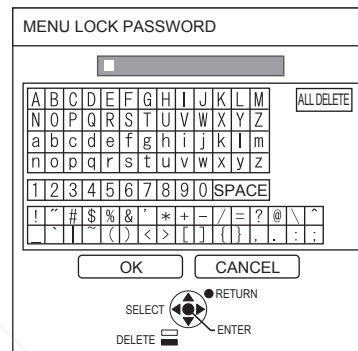 MENU LOCK PASSWORD
A B C D E F G H I J K L M ALL DELETE
N O P Q R S T U V W X Y Z
a b c d e f g h i j k l m
n o p q r s t u v w x y z
1 2 3 4 5 6 7 8 9 0 SPACE
! ˝ # $ % & ' * + - / = ? @ \ ^
_ ` | ~ ( ) < > [ ] { } , . : ;
OK CANCEL
RETURN
SELECT
ENTER
DELETE